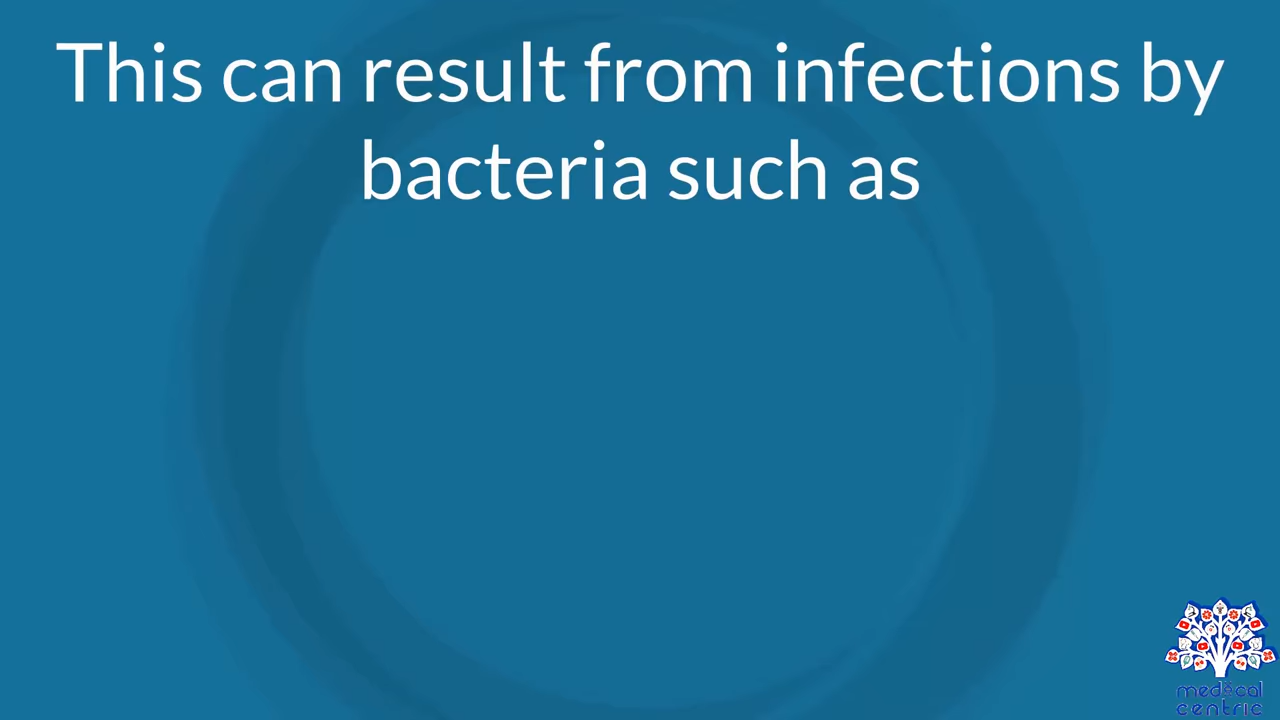 This can result from infections by
bacteria such as
medical
centric